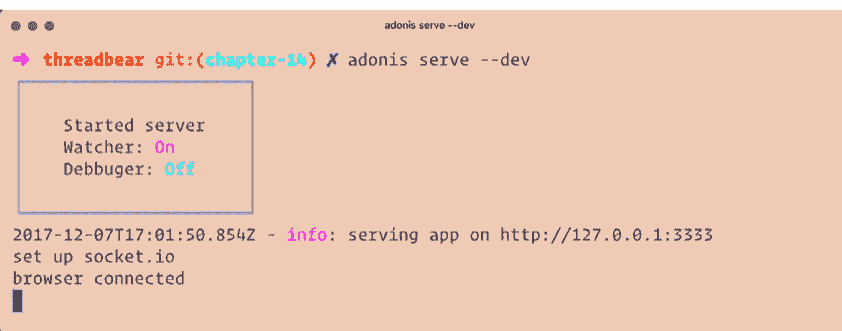 adonis serve --dev
➜ threadbear git:(chapter-14) ✗ adonis serve --dev
Started server
Watcher: On
Debbuger: Off
2017-12-07T17:01:50.854Z - info: serving app on http://127.0.0.1:3333
set up socket.io
browser connected